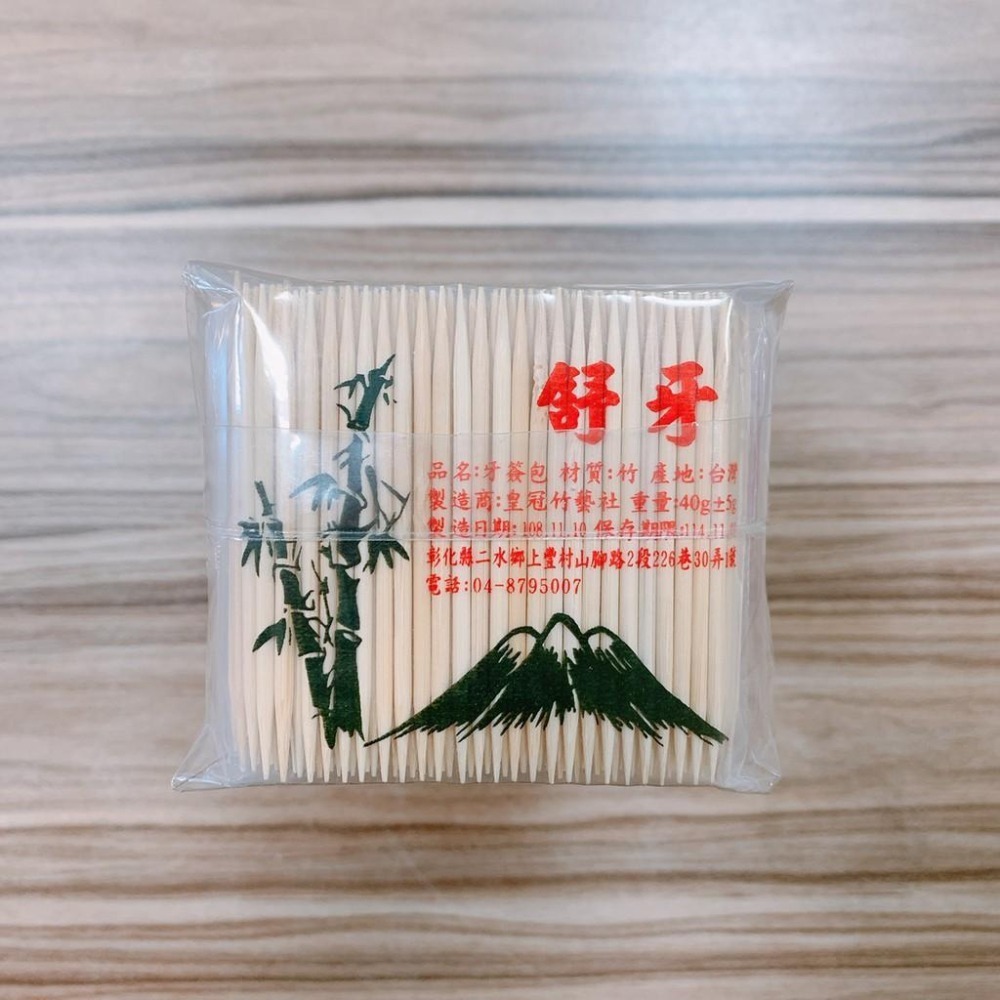 舒牙
品名:牙簽包 材質:竹 產地:台灣
製造商:皇冠竹藝社 重量:40g±5g
製造日期:108.11.10 保存期限:114.11
彰化縣二水鄉上豐村山腳路2段226巷30弄
電話:04-8795007